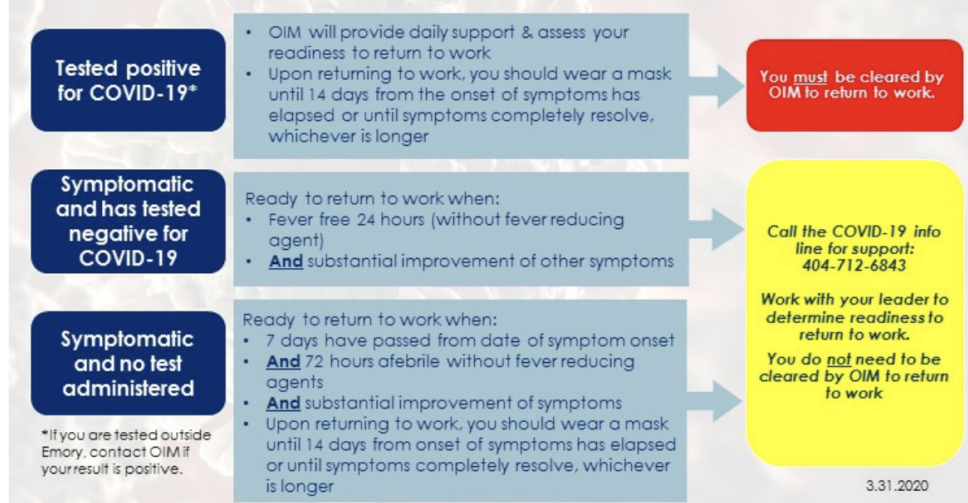 Tested positive
for COVID-19*
• OIM will provide daily support & assess your
readiness to return to work
• Upon returning to work, you should wear a mask
until 14 days from the onset of symptoms has
elapsed or until symptoms completely resolve,
whichever is longer
You must be cleared by
OIM to return to work.
Symptomatic
and has tested
negative for
COVID-19
Ready to return to work when:
• Fever free 24 hours (without fever reducing
agent)
• And substantial improvement of other symptoms
Symptomatic
and no test
administered
Ready to return to work when:
• 7 days have passed from date of symptom onset
• And 72 hours afebrile without fever reducing
agents
• And substantial improvement of symptoms
• Upon returning to work, you should wear a mask
until 14 days from onset of symptoms has elapsed
or until symptoms completely resolve, whichever
is longer
Call the COVID-19 info
line for support:
404-712-6843
Work with your leader to
determine readiness to
return to work.
You do not need to be
cleared by OIM to return
to work
*If you are tested outside
Emory, contact OIM if
your result is positive.
3.31.2020